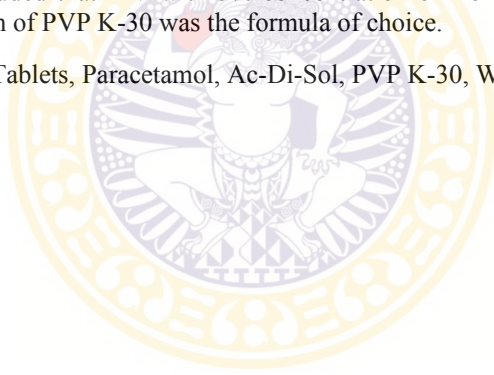 n of PVP K-30 was the formula of choice.
Tablets, Paracetamol, Ac-Di-Sol, PVP K-30, W